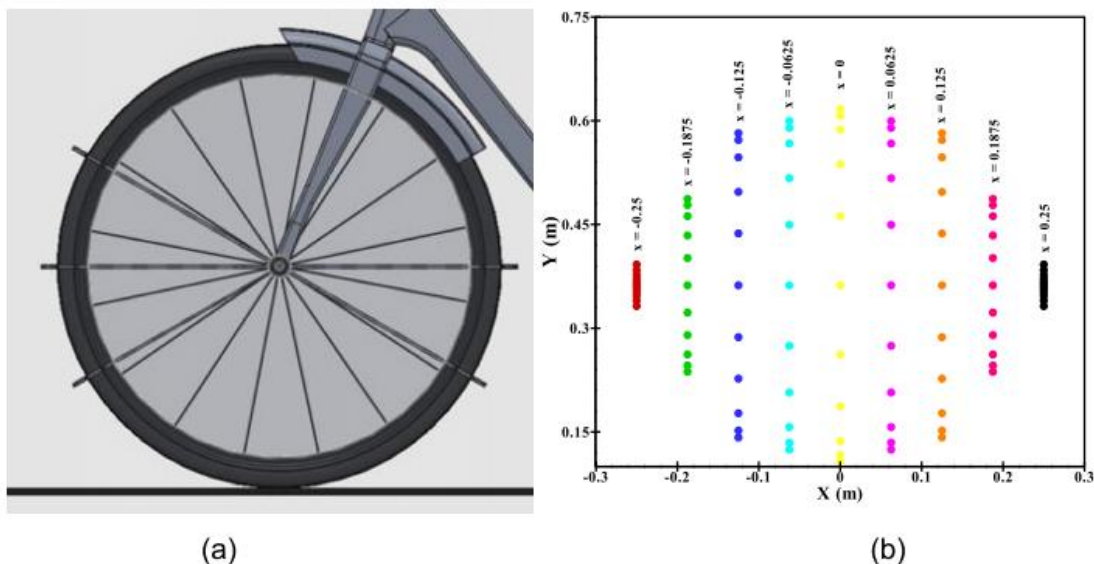 0.75
0.6
0.45
0.3
0.15
Y (m)
x = -0.25
x = -0.1875
x = -0.125
x = -0.0625
x = 0
x = 0.0625
x = 0.125
x = 0.1875
x = 0.25
-0.3
-0.2
-0.1
0
0.1
0.2
0.3
X (m)
(a)
(b)